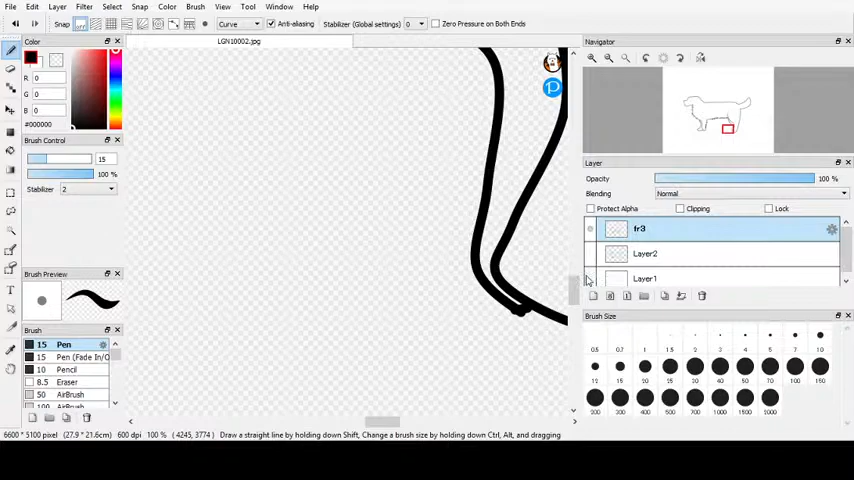 File Edit Layer Filter Select Snap Color Brush Tool Window Help
Snap OFF Curve Anti-aliasing Stabilizer (Global settings) 0 Zero Pressure on Both Ends
LGN10002.jpg
Color
R 0
G 0
B 0
#000000
Brush Control
15
100 %
Stabilizer 2
Brush Preview
Brush
15 Pen
15 Pen (Fade In/O
10 Pencil
8.5 Eraser
50 AirBrush
100 AirBrush
Navigator
Layer
Opacity 100 %
Blending Normal
Protect Alpha Clipping Lock
fr3
Layer2
Layer1
Brush Size
0.5 0.7 1 1.5 2 3 4 5 7 10
12 15 20 25 30 40 50 70 100 150
200 300 400 500 700 1000 1500 2000
6600 * 5100 pixel (27.9 * 21.6cm) 600 dpi 100 % ( 4245, 3774) Draw a straight line by holding down Shift, Change a brush size by holding down Ctrl, Alt, and dragging